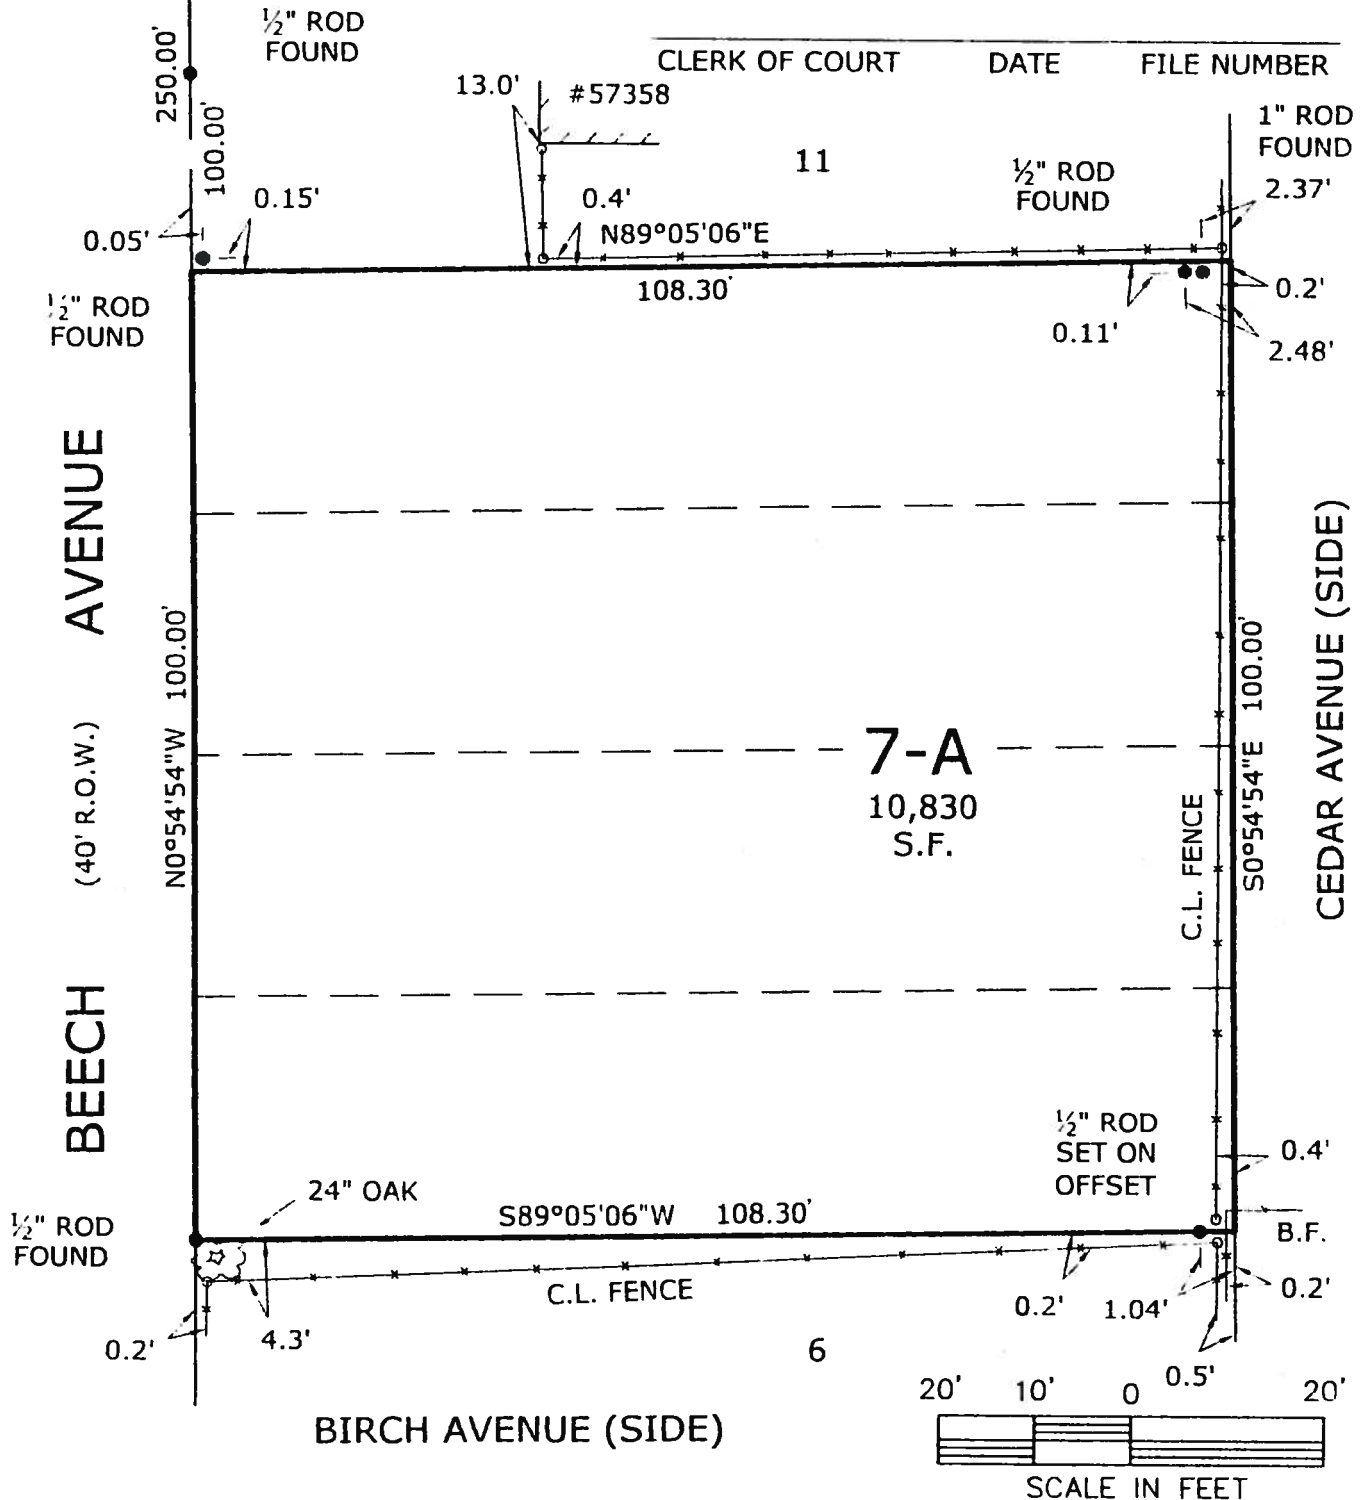 ½" ROD
FOUND
250.00'
100.00'
CLERK OF COURT DATE FILE NUMBER
13.0'
#57358
1" ROD
FOUND
11
½" ROD
FOUND
2.37'
0.15'
0.4'
0.05'
N89°05'06"E
108.30'
0.2'
½" ROD
FOUND
0.11'
2.48'
BEECH AVENUE
(40' R.O.W.)
N0°54'54"W 100.00'
7-A
10,830
S.F.
C.L. FENCE
S0°54'54"E 100.00'
CEDAR AVENUE (SIDE)
½" ROD
SET ON
OFFSET
0.4'
24" OAK
S89°05'06"W 108.30'
½" ROD
FOUND
B.F.
C.L. FENCE
0.2'
4.3'
0.2'
1.04'
0.2'
6
0.5'
20' 10' 0 20'
BIRCH AVENUE (SIDE)
SCALE IN FEET